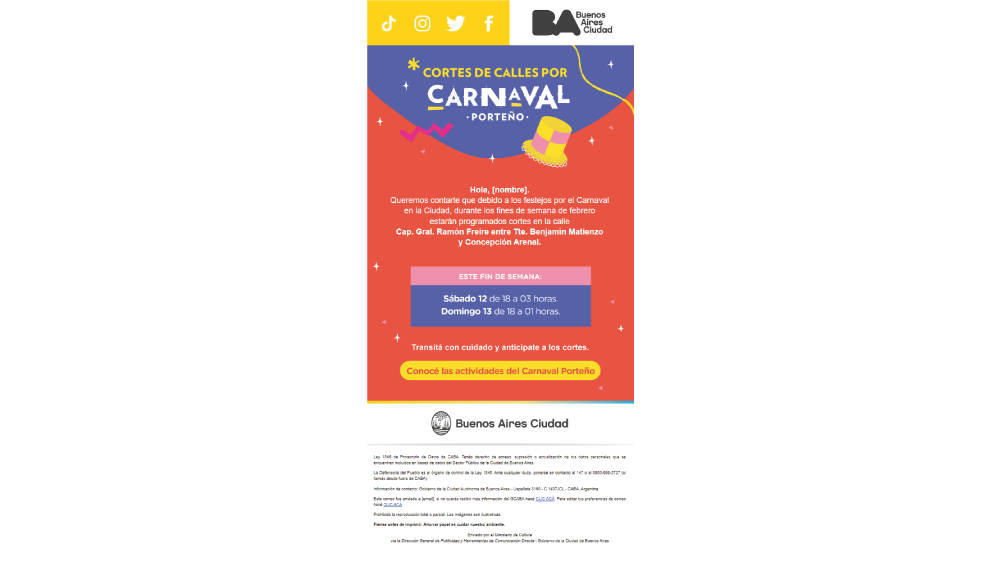 BA Buenos
Aires
Ciudad
CORTES DE CALLES POR
CARNAVAL
·PORTEÑO·
Hola, [nombre].
Queremos contarte que debido a los festejos por el Carnaval
en la Ciudad, durante los fines de semana de febrero
estarán programados cortes en la calle
Cap. Gral. Ramón Freire entre Tte. Benjamín Matienzo
y Concepción Arenal.
ESTE FIN DE SEMANA:
Sábado 12 de 18 a 03 horas.
Domingo 13 de 18 a 01 horas.
Transitá con cuidado y anticipate a los cortes.
Conocé las actividades del Carnaval Porteño
Buenos Aires Ciudad
Ley 1845 de Protección de Datos de CABA. Tenés derecho de acceso, supresión o actualización de tus datos personales que se
encuentren incluidos en bases de datos del Sector Público de la Ciudad de Buenos Aires.
La Defensoría del Pueblo es el órgano de control de la Ley 1845. Ante cualquier duda, ponerse en contacto al 147 o al 0800-999-2727 (si
llamás desde fuera de CABA).
Información de contacto: Gobierno de la Ciudad Autónoma de Buenos Aires - Uspallata 3160 - C 1437JCL - CABA, Argentina.
Este correo fue enviado a [email], si no querés recibir más información del GCABA hacé CLIC ACÁ. Para editar tus preferencias de correo
hacé CLIC ACÁ
Prohibida la reproducción total o parcial. Las imágenes son ilustrativas.
Piense antes de imprimir. Ahorrar papel es cuidar nuestro ambiente.
Enviado por el Ministerio de Cultura
vía la Dirección General de Publicidad y Herramientas de Comunicación Directa | Gobierno de la Ciudad de Buenos Aires